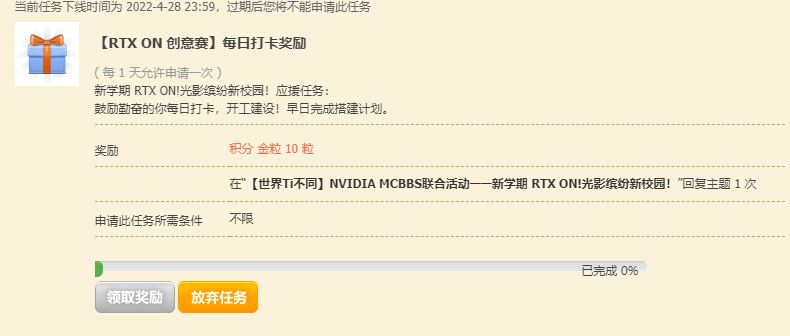 当前任务下线时间为 2022-4-28 23:59，过期后您将不能申请此任务
【RTX ON 创意赛】每日打卡奖励
( 每 1 天允许申请一次 )
新学期 RTX ON!光影缤纷新校园！应援任务：
鼓励勤奋的你每日打卡，开工建设！早日完成搭建计划。
奖励 积分 金粒 10 粒
在“【世界Ti不同】NVIDIA MCBBS联合活动——新学期 RTX ON!光影缤纷新校园！”回复主题 1 次
申请此任务所需条件 不限
已完成 0%
领取奖励 放弃任务